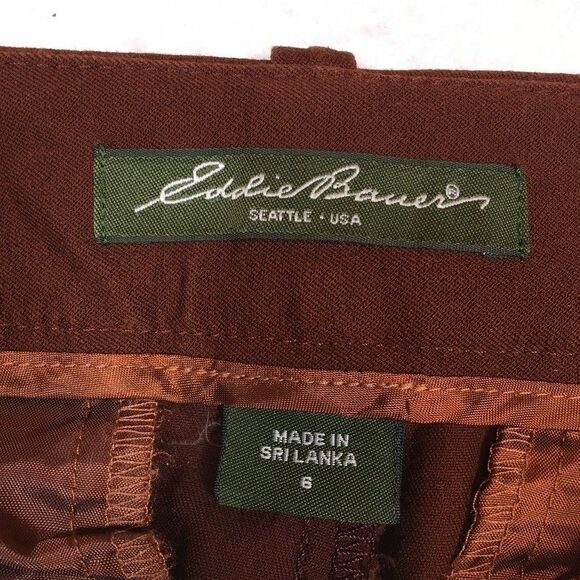 Eddie Bauer®
SEATTLE · USA
MADE IN
SRI LANKA
6